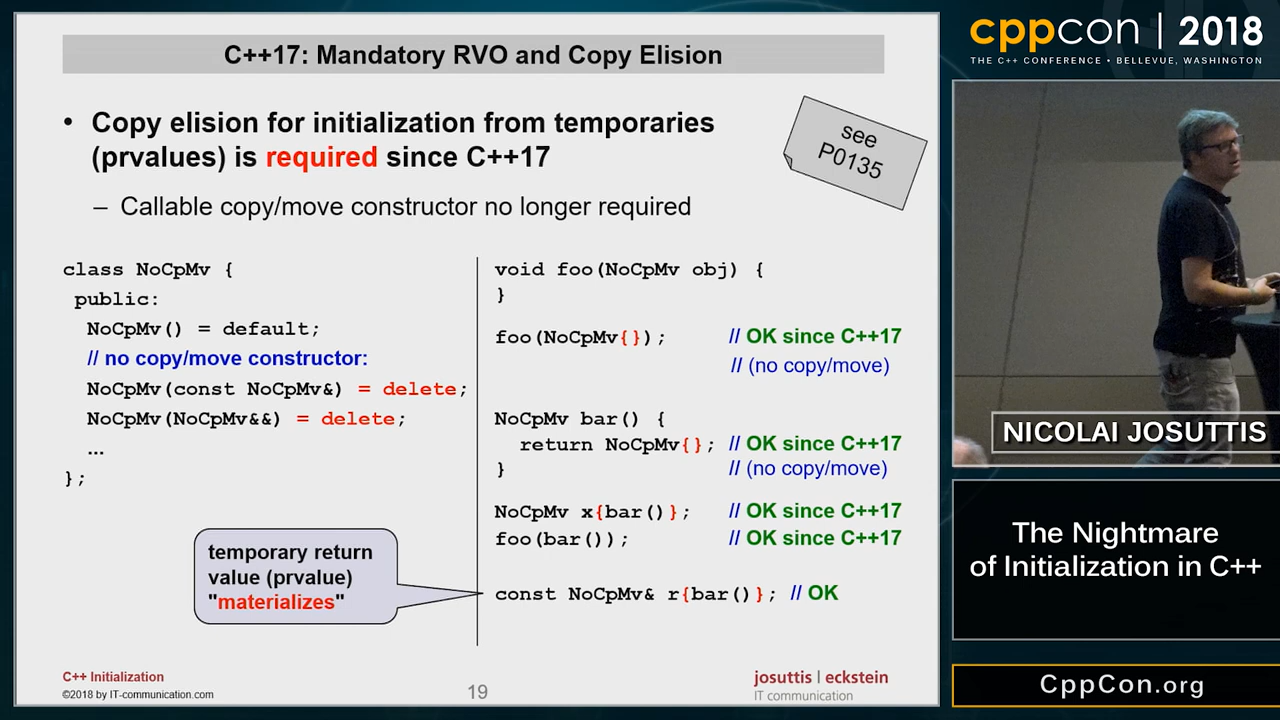 C++17: Mandatory RVO and Copy Elision
• Copy elision for initialization from temporaries
(prvalues) is required since C++17
– Callable copy/move constructor no longer required
see
P0135
class NoCpMv {
public:
NoCpMv() = default;
// no copy/move constructor:
NoCpMv(const NoCpMv&) = delete;
NoCpMv(NoCpMv&&) = delete;
...
};
void foo(NoCpMv obj) {
}
foo(NoCpMv{}); // OK since C++17
// (no copy/move)
NoCpMv bar() {
return NoCpMv{}; // OK since C++17
} // (no copy/move)
NoCpMv x{bar()}; // OK since C++17
foo(bar()); // OK since C++17
const NoCpMv& r{bar()}; // OK
temporary return
value (prvalue)
"materializes"
C++ Initialization
©2018 by IT-communication.com
19
josuttis | eckstein
IT communication
cppcon | 2018
THE C++ CONFERENCE • BELLEVUE, WASHINGTON
NICOLAI JOSUTTIS
The Nightmare
of Initialization in C++
CppCon.org